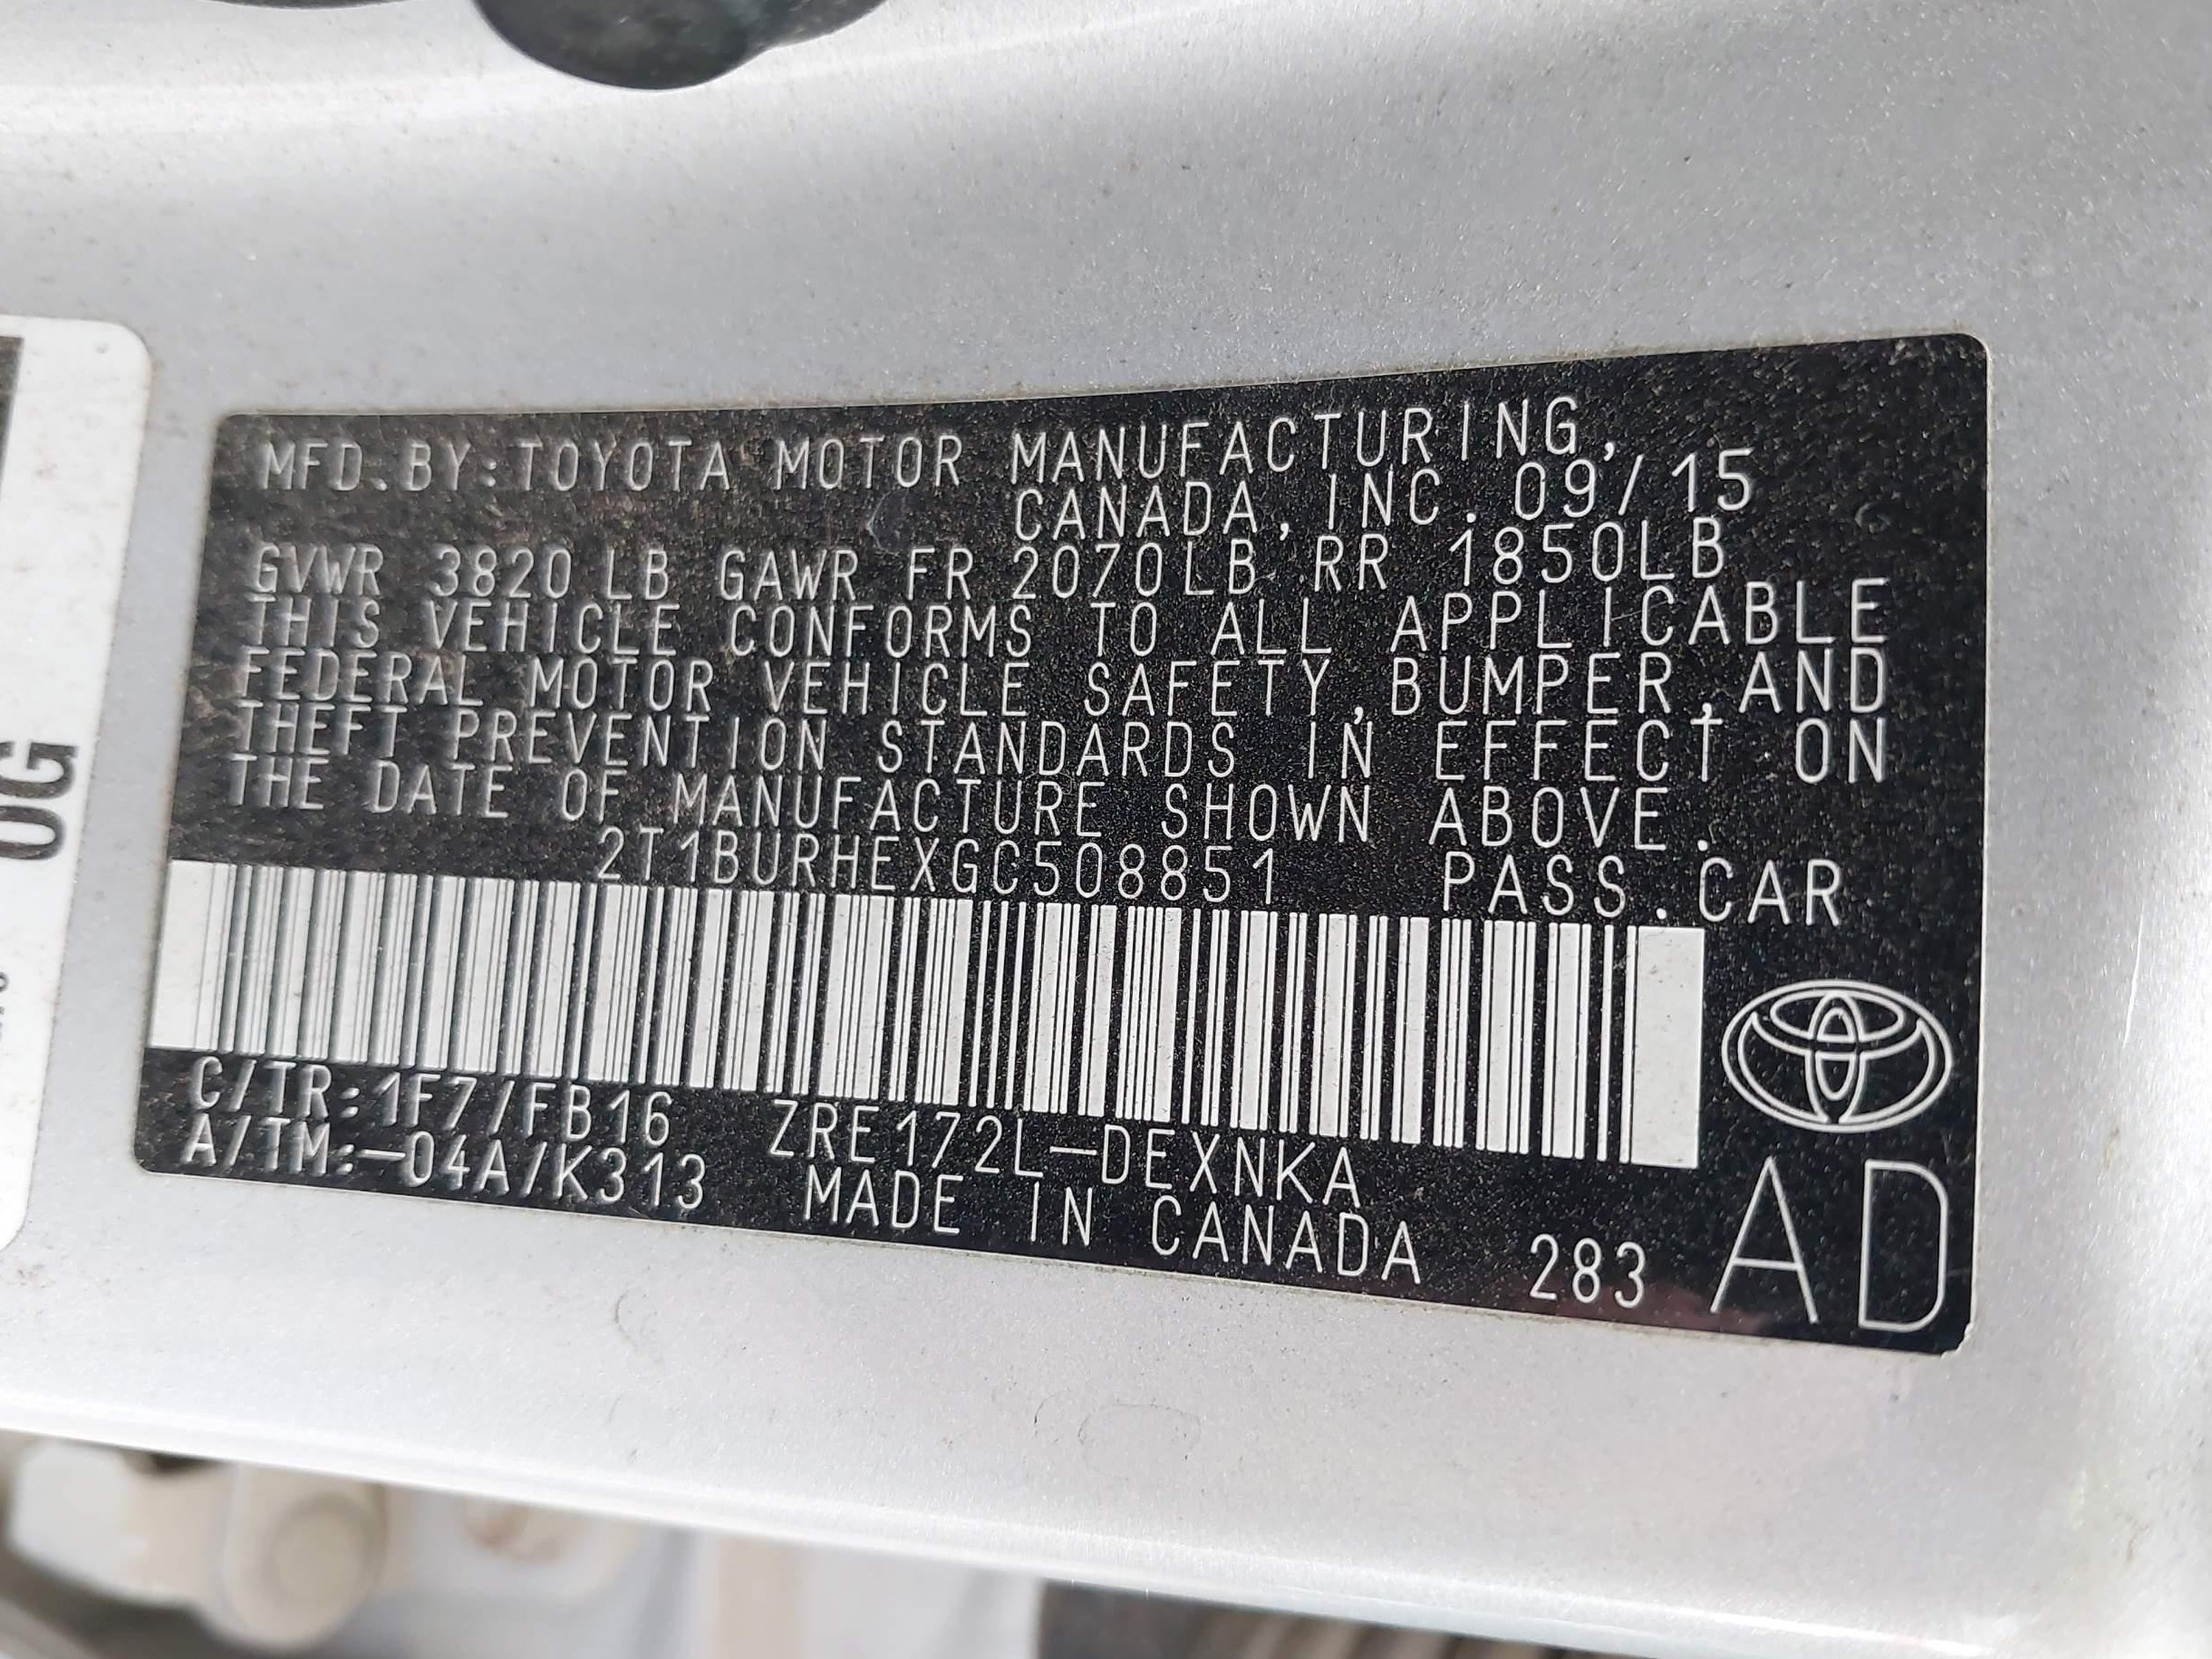 MFD.BY:TOYOTA MOTOR MANUFACTURING,
CANADA, INC. 09/15
GVWR 3820 LB GAWR FR 2070LB RR 1850LB
THIS VEHICLE CONFORMS TO ALL APPLICABLE
FEDERAL MOTOR VEHICLE SAFETY,BUMPER,AND
THEFT PREVENTION STANDARDS IN EFFECT ON
THE DATE OF MANUFACTURE SHOWN ABOVE.
2T1BURHEXGC508851 PASS.CAR
C/TR:1F7/FB16 ZRE172L-DEXNKA
A/TM:-04A/K313 MADE IN CANADA 283 AD
0G